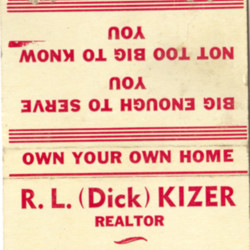 BIG ENOUGH TO SERVE
YOU
NOT TOO BIG TO KNOW
YOU
OWN YOUR OWN HOME
R. L. (Dick) KIZER
REALTOR